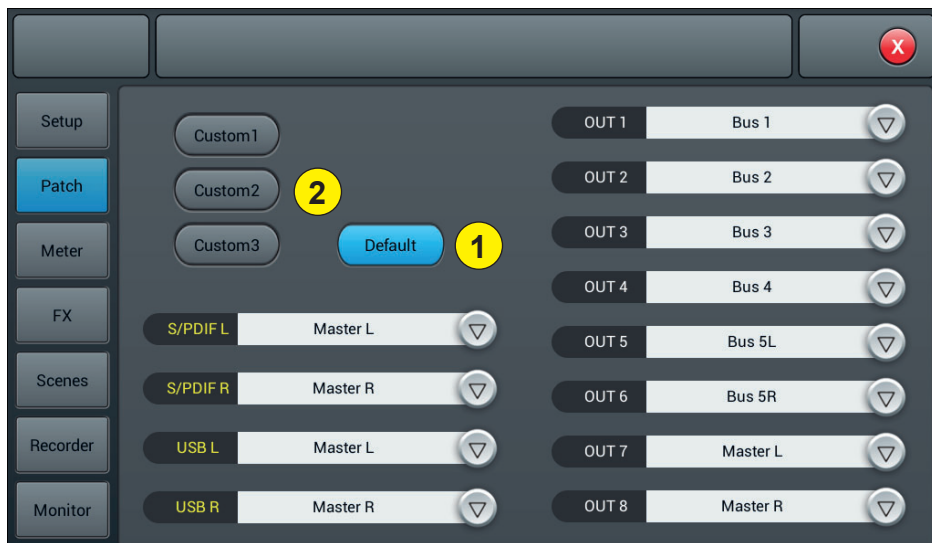 X
Setup
Patch
Meter
FX
Scenes
Recorder
Monitor
Custom1
Custom2
2
Custom3
Default
1
S/PDIF L Master L
S/PDIF R Master R
USB L Master L
USB R Master R
OUT 1 Bus 1
OUT 2 Bus 2
OUT 3 Bus 3
OUT 4 Bus 4
OUT 5 Bus 5L
OUT 6 Bus 5R
OUT 7 Master L
OUT 8 Master R